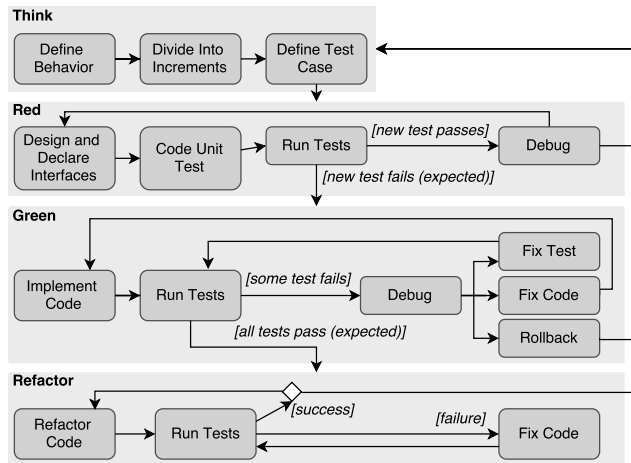 Think
Define
Behavior
Divide Into
Increments
Define Test
Case
Red
Design and
Declare
Interfaces
Code Unit
Test
Run Tests
[new test passes]
Debug
[new test fails (expected)]
Green
Implement
Code
Run Tests
[some test fails]
Debug
Fix Test
Fix Code
Rollback
[all tests pass (expected)]
Refactor
Refactor
Code
Run Tests
[success]
[failure]
Fix Code